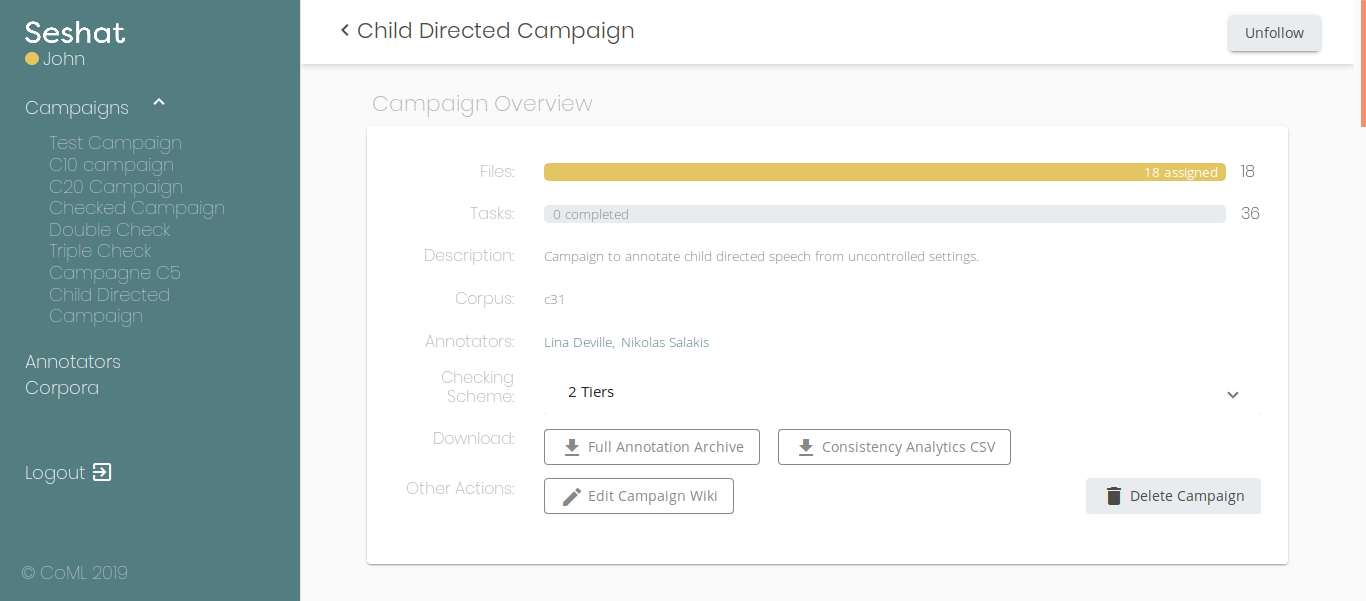 Seshat
John
Campaigns
Test Campaign
C10 campaign
C20 Campaign
Checked Campaign
Double Check
Triple Check
Campagne C5
Child Directed
Campaign
Annotators
Corpora
Logout
© CoML 2019
Child Directed Campaign
Unfollow
Campaign Overview
Files: 18 assigned 18
Tasks: 0 completed 36
Description: Campaign to annotate child directed speech from uncontrolled settings.
Corpus: c31
Annotators: Lina Deville, Nikolas Salakis
Checking
Scheme: 2 Tiers
Download: Full Annotation Archive Consistency Analytics CSV
Other Actions: Edit Campaign Wiki Delete Campaign